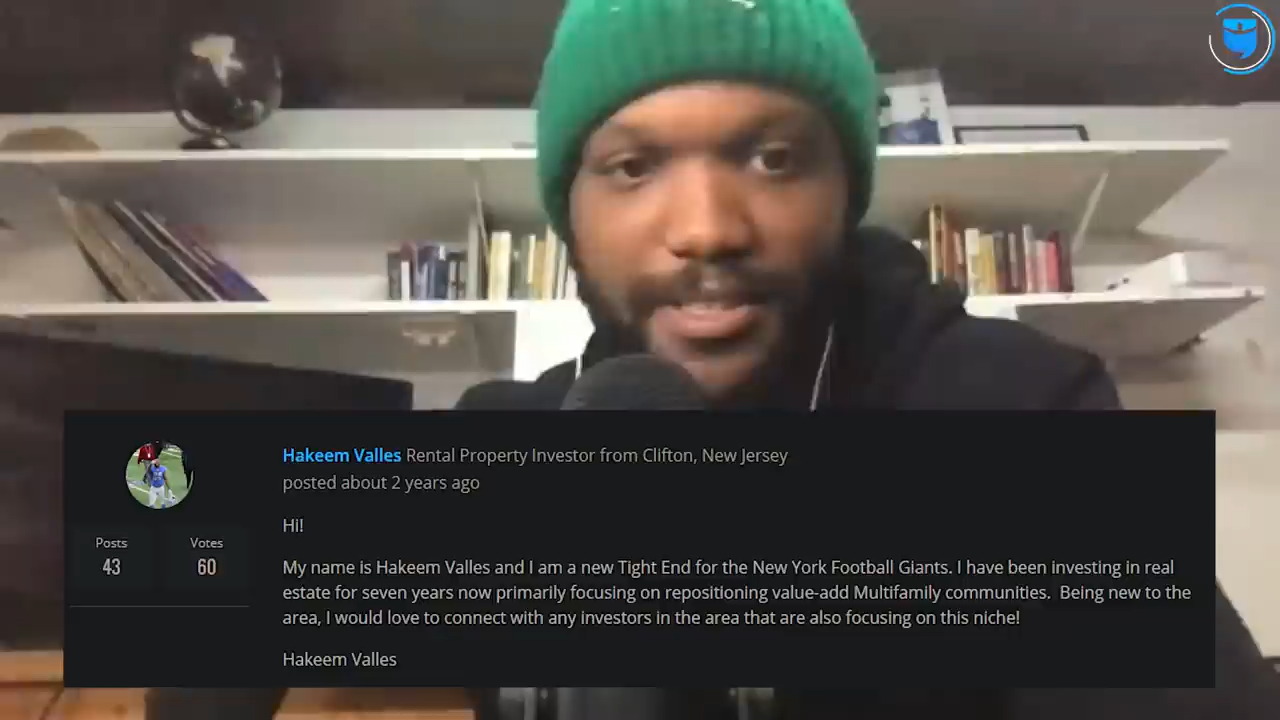 Hakeem Valles Rental Property Investor from Clifton, New Jersey
posted about 2 years ago
Posts
43
Votes
60
Hi!
My name is Hakeem Valles and I am a new Tight End for the New York Football Giants. I have been investing in real
estate for seven years now primarily focusing on repositioning value-add Multifamily communities. Being new to the
area, I would love to connect with any investors in the area that are also focusing on this niche!
Hakeem Valles